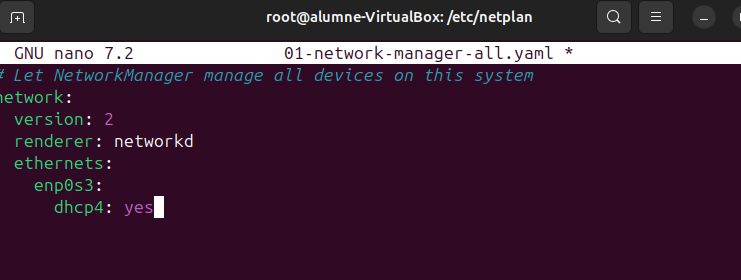 root@alumne-VirtualBox: /etc/netplan
GNU nano 7.2 01-network-manager-all.yaml *
# Let NetworkManager manage all devices on this system
network:
version: 2
renderer: networkd
ethernets:
enp0s3:
dhcp4: yes